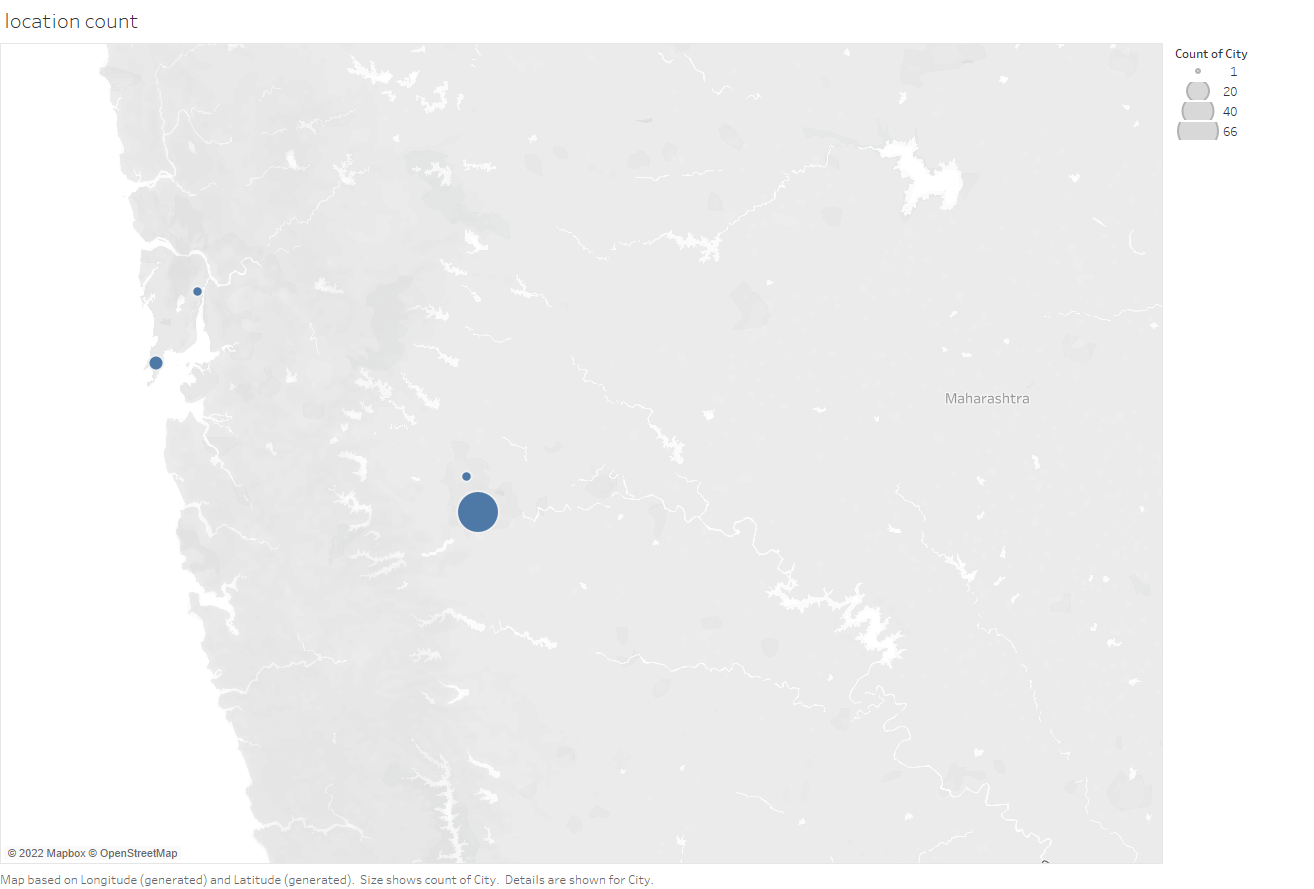 location count
Count of City
1
20
40
66
Maharashtra
© 2022 Mapbox © OpenStreetMap
Map based on Longitude (generated) and Latitude (generated).  Size shows count of City.  Details are shown for City.